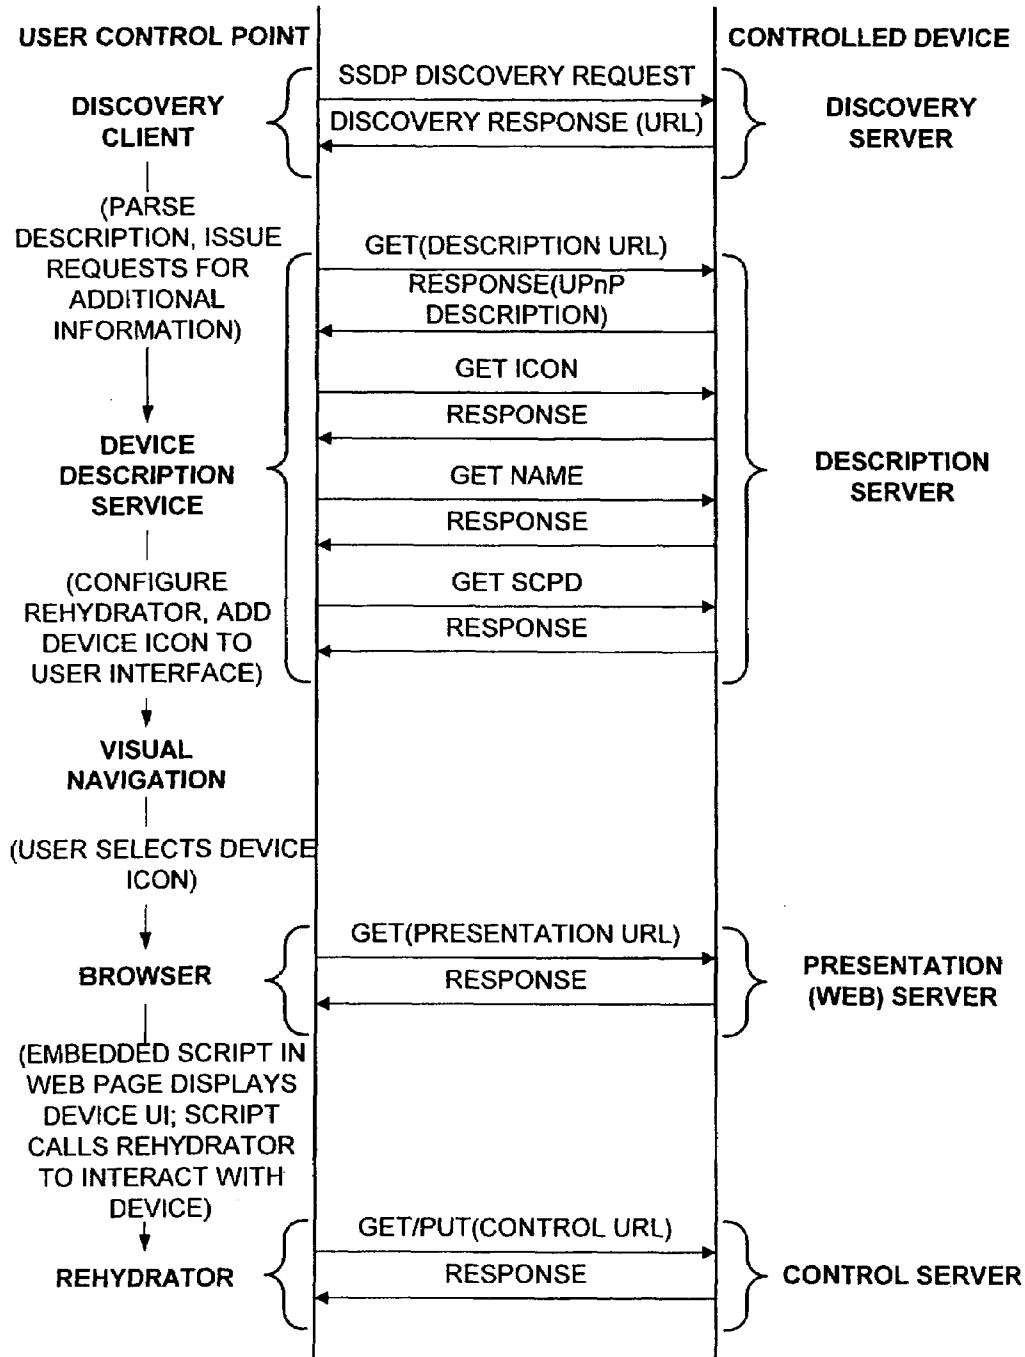 USER CONTROL POINT
CONTROLLED DEVICE
SSDP DISCOVERY REQUEST
DISCOVERY RESPONSE (URL)
DISCOVERY
CLIENT
DISCOVERY
SERVER
(PARSE
DESCRIPTION, ISSUE
REQUESTS FOR
ADDITIONAL
INFORMATION)
GET(DESCRIPTION URL)
RESPONSE(UPnP
DESCRIPTION)
GET ICON
RESPONSE
GET NAME
RESPONSE
GET SCPD
RESPONSE
DEVICE
DESCRIPTION
SERVICE
DESCRIPTION
SERVER
(CONFIGURE
REHYDRATOR, ADD
DEVICE ICON TO
USER INTERFACE)
VISUAL
NAVIGATION
(USER SELECTS DEVICE
ICON)
GET(PRESENTATION URL)
RESPONSE
BROWSER
PRESENTATION
(WEB) SERVER
(EMBEDDED SCRIPT IN
WEB PAGE DISPLAYS
DEVICE UI; SCRIPT
CALLS REHYDRATOR
TO INTERACT WITH
DEVICE)
GET/PUT(CONTROL URL)
RESPONSE
REHYDRATOR
CONTROL SERVER